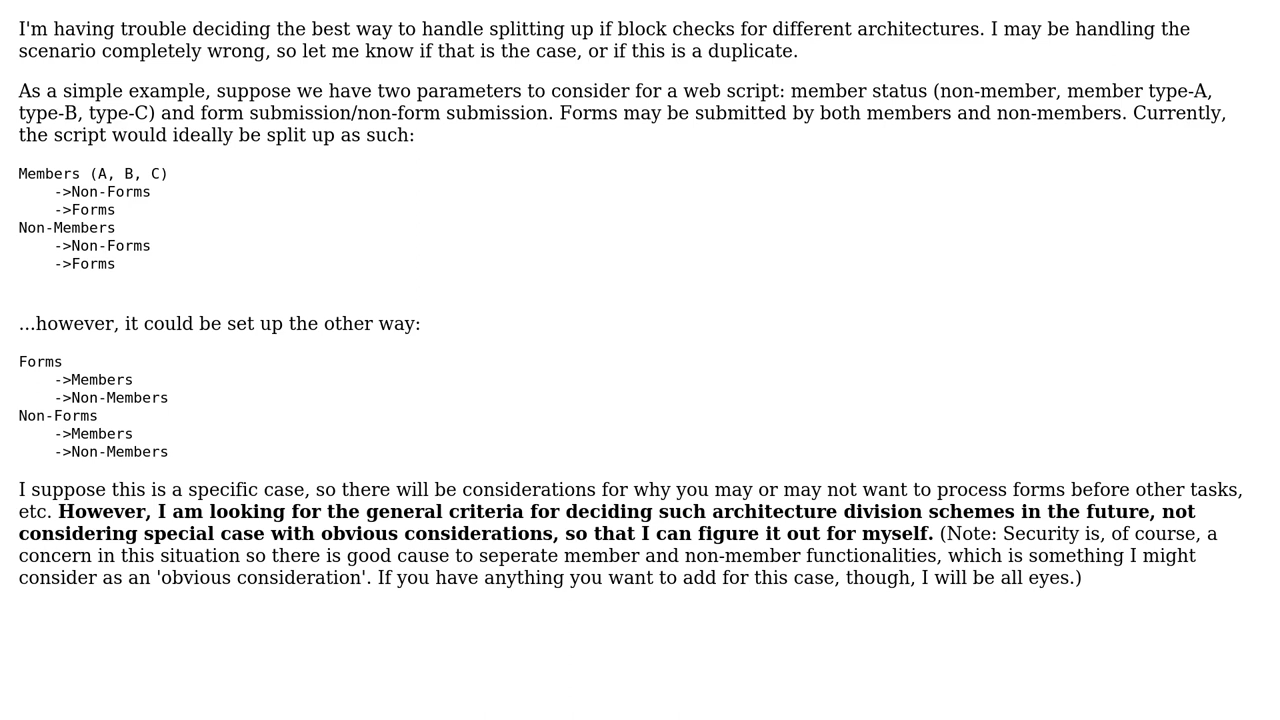 I'm having trouble deciding the best way to handle splitting up if block checks for different architectures. I may be handling the
scenario completely wrong, so let me know if that is the case, or if this is a duplicate.
As a simple example, suppose we have two parameters to consider for a web script: member status (non-member, member type-A,
type-B, type-C) and form submission/non-form submission. Forms may be submitted by both members and non-members. Currently,
the script would ideally be split up as such:
Members (A, B, C)
    ->Non-Forms
    ->Forms
Non-Members
    ->Non-Forms
    ->Forms
...however, it could be set up the other way:
Forms
    ->Members
    ->Non-Members
Non-Forms
    ->Members
    ->Non-Members
I suppose this is a specific case, so there will be considerations for why you may or may not want to process forms before other tasks,
etc. However, I am looking for the general criteria for deciding such architecture division schemes in the future, not
considering special case with obvious considerations, so that I can figure it out for myself. (Note: Security is, of course, a
concern in this situation so there is good cause to seperate member and non-member functionalities, which is something I might
consider as an 'obvious consideration'. If you have anything you want to add for this case, though, I will be all eyes.)